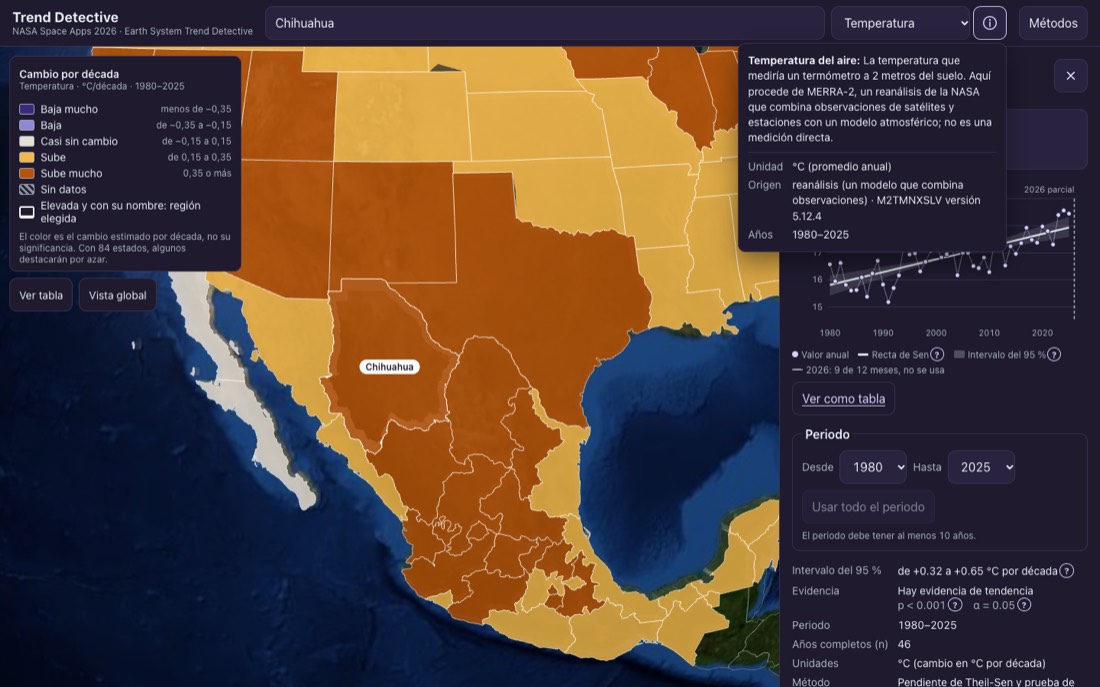 Trend Detective
NASA Space Apps 2026 · Earth System Trend Detective
Chihuahua
Temperatura
Métodos
Cambio por década
Temperatura · °C/década · 1980–2025
Baja mucho menos de −0,35
Baja de −0,35 a −0,15
Casi sin cambio de −0,15 a 0,15
Sube de 0,15 a 0,35
Sube mucho 0,35 o más
Sin datos
Elevada y con su nombre: región
elegida
El color es el cambio estimado por década, no su
significancia. Con 84 estados, algunos
destacarán por azar.
Ver tabla
Vista global
Chihuahua
Temperatura del aire: La temperatura que
mediría un termómetro a 2 metros del suelo. Aquí
procede de MERRA-2, un reanálisis de la NASA
que combina observaciones de satélites y
estaciones con un modelo atmosférico; no es una
medición directa.
Unidad °C (promedio anual)
Origen reanálisis (un modelo que combina
observaciones) · M2TMNXSLV versión
5.12.4
Años 1980–2025
×
2026 parcial
17
16
15
1980 1990 2000 2010 2020
Valor anual Recta de Sen ? Intervalo del 95 % ?
2026: 9 de 12 meses, no se usa
Ver como tabla
Periodo
Desde 1980 Hasta 2025
Usar todo el periodo
El periodo debe tener al menos 10 años.
Intervalo del 95 % de +0.32 a +0.65 °C por década ?
Evidencia Hay evidencia de tendencia
p < 0.001 ? α = 0.05 ?
Periodo 1980–2025
Años completos (n) 46
Unidades °C (cambio en °C por década)
Método Pendiente de Theil-Sen y prueba de